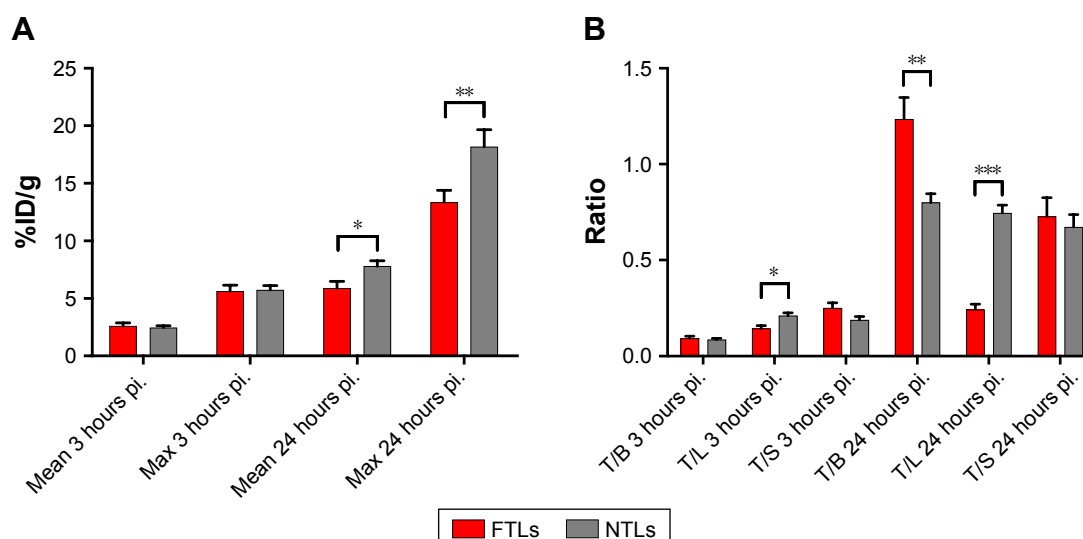 A
%ID/g
25
20
15
10
5
0
*
**
Mean 3 hours pi.
Max 3 hours pi.
Mean 24 hours pi.
Max 24 hours pi.
B
Ratio
1.5
1.0
0.5
0.0
*
**
***
T/B 3 hours pi.
T/L 3 hours pi.
T/S 3 hours pi.
T/B 24 hours pi.
T/L 24 hours pi.
T/S 24 hours pi.
FTLs NTLs